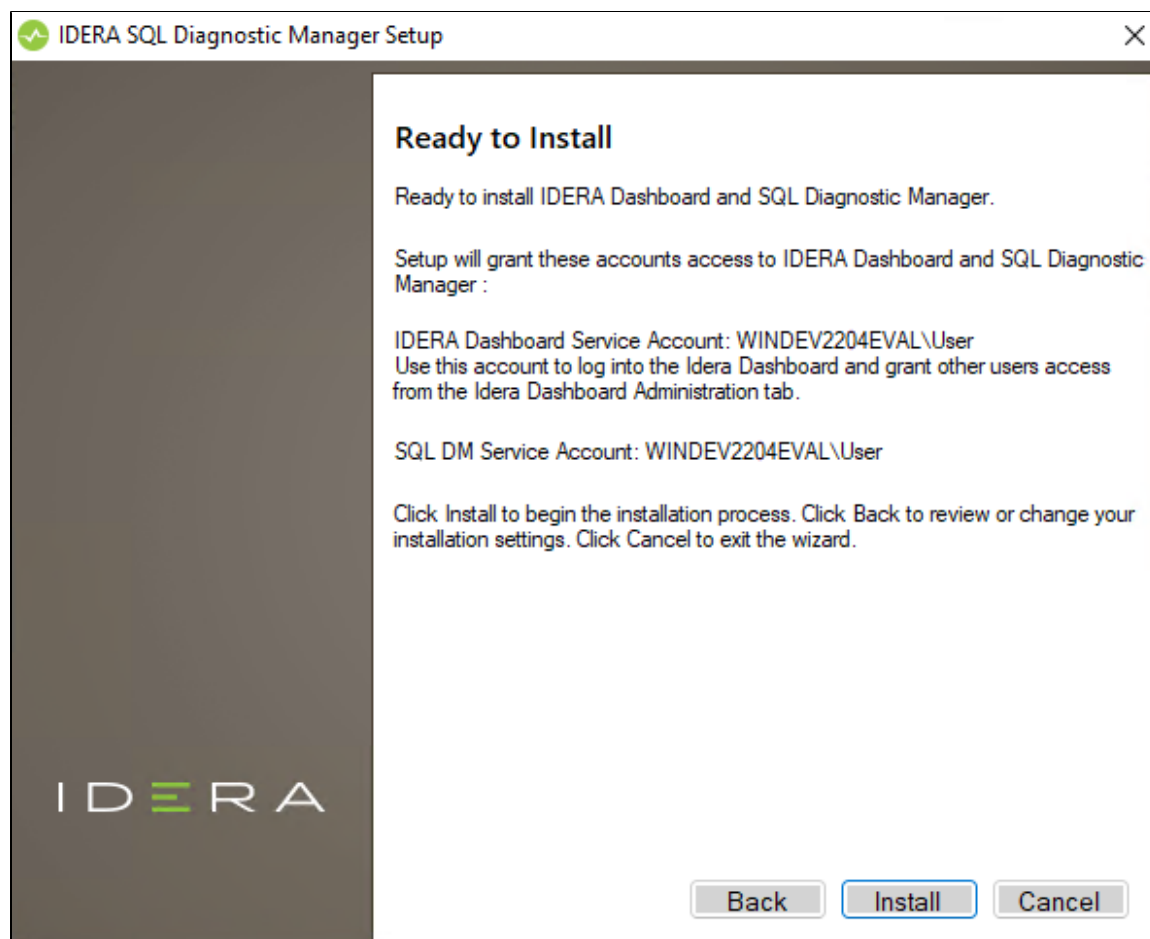 IDERA SQL Diagnostic Manager Setup
Ready to Install
Ready to install IDERA Dashboard and SQL Diagnostic Manager.
Setup will grant these accounts access to IDERA Dashboard and SQL Diagnostic
Manager :
IDERA Dashboard Service Account: WINDEV2204EVAL\User
Use this account to log into the Idera Dashboard and grant other users access
from the Idera Dashboard Administration tab.
SQL DM Service Account: WINDEV2204EVAL\User
Click Install to begin the installation process. Click Back to review or change your
installation settings. Click Cancel to exit the wizard.
IDERA
Back Install Cancel